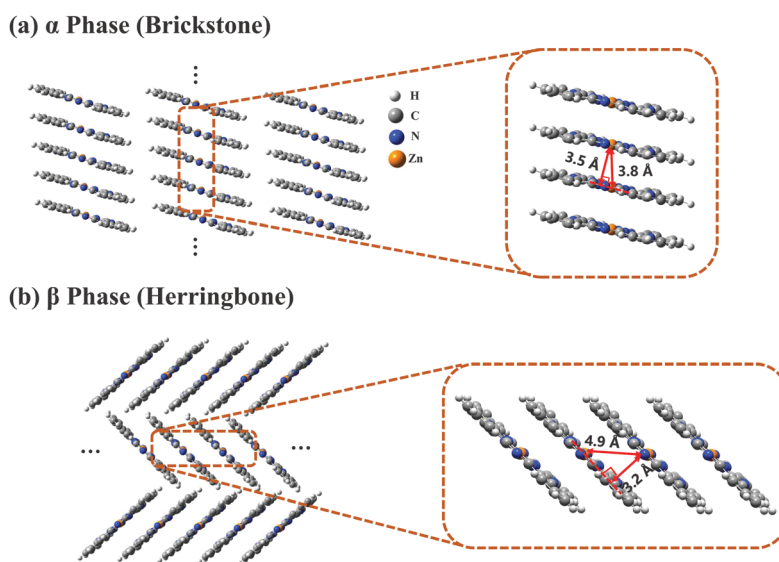 (a) α Phase (Brickstone)
H
C
N
Zn
3.5 Å
3.8 Å
(b) β Phase (Herringbone)
4.9 Å
3.2 Å